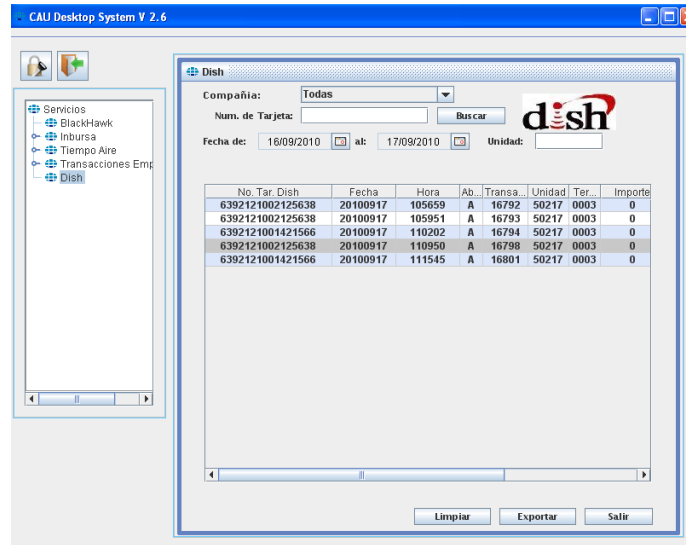 CAU Desktop System V 2.6
Dish
Compañia: Todas
Num. de Tarjeta: Buscar
dish
Fecha de: 16/09/2010 al: 17/09/2010 Unidad:
Servicios
BlackHawk
Inbursa
Tiempo Aire
Transacciones Emp
Dish
No. Tar. Dish Fecha Hora Ab... Transa... Unidad Ter... Importe
6392121002125638 20100917 105659 A 16792 50217 0003 0
6392121002125638 20100917 105951 A 16793 50217 0003 0
6392121001421566 20100917 110202 A 16794 50217 0003 0
6392121002125638 20100917 110950 A 16798 50217 0003 0
6392121001421566 20100917 111545 A 16801 50217 0003 0
Limpiar Exportar Salir